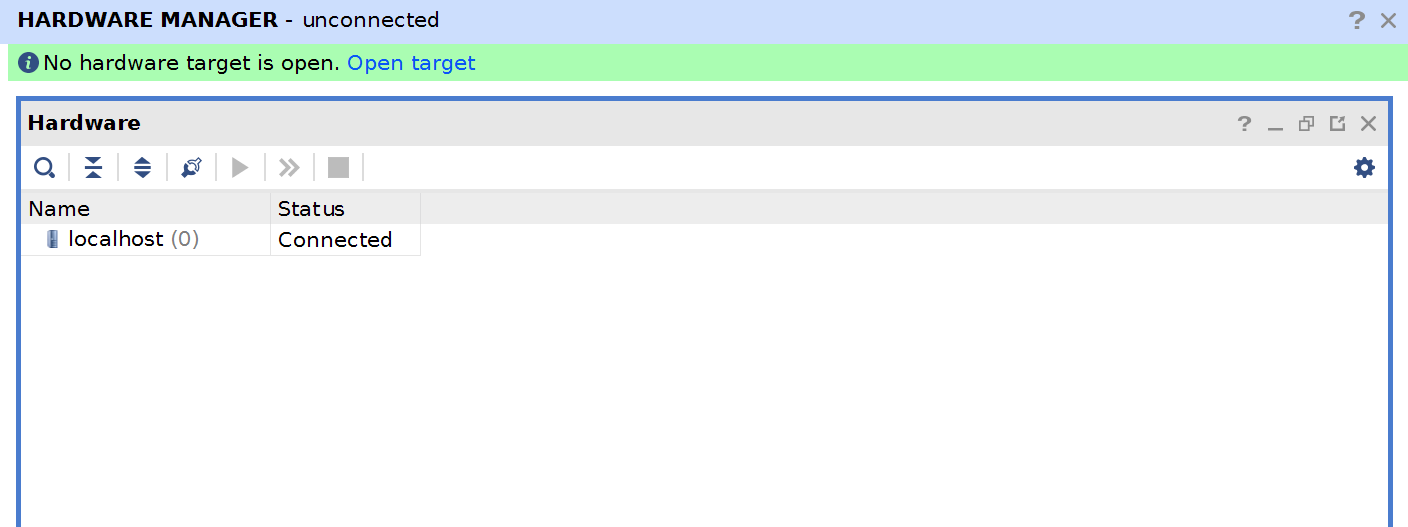 HARDWARE MANAGER - unconnected
? ×
i No hardware target is open. Open target
Hardware
?
Name Status
localhost (0) Connected